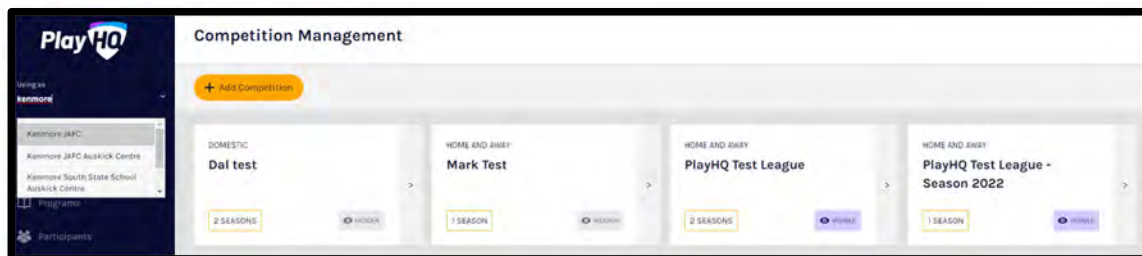 PlayHQ
Competition Management
Using as
kenmore
+ Add Competition
Kenmore JAFC
Kenmore JAFC Auskick Centre
Kenmore South State School
Auskick Centre
Programs
Participants
DOMESTIC
Dal test
2 SEASONS
HIDDEN
HOME AND AWAY
Mark Test
1 SEASON
HIDDEN
HOME AND AWAY
PlayHQ Test League
2 SEASONS
VISIBLE
HOME AND AWAY
PlayHQ Test League -
Season 2022
1 SEASON
VISIBLE